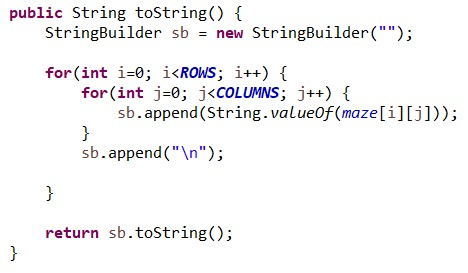 public String toString() {
    StringBuilder sb = new StringBuilder("");

    for(int i=0; i<ROWS; i++) {
        for(int j=0; j<COLUMNS; j++) {
            sb.append(String.valueOf(maze[i][j]));
        }
        sb.append("\n");

    }

    return sb.toString();
}